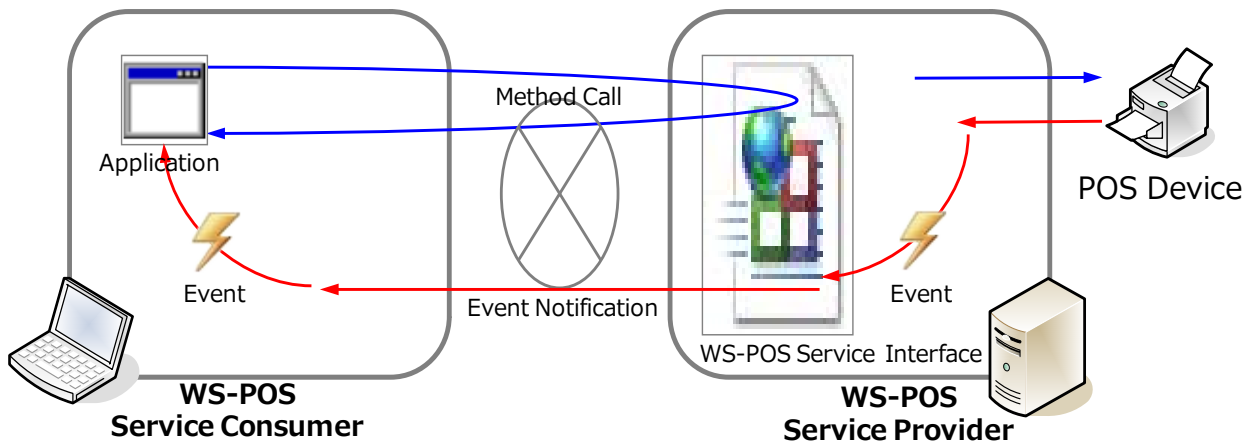 Method Call
Application
POS Device
Event
Event Notification
Event
WS-POS Service Interface
WS-POS
Service Consumer
WS-POS
Service Provider